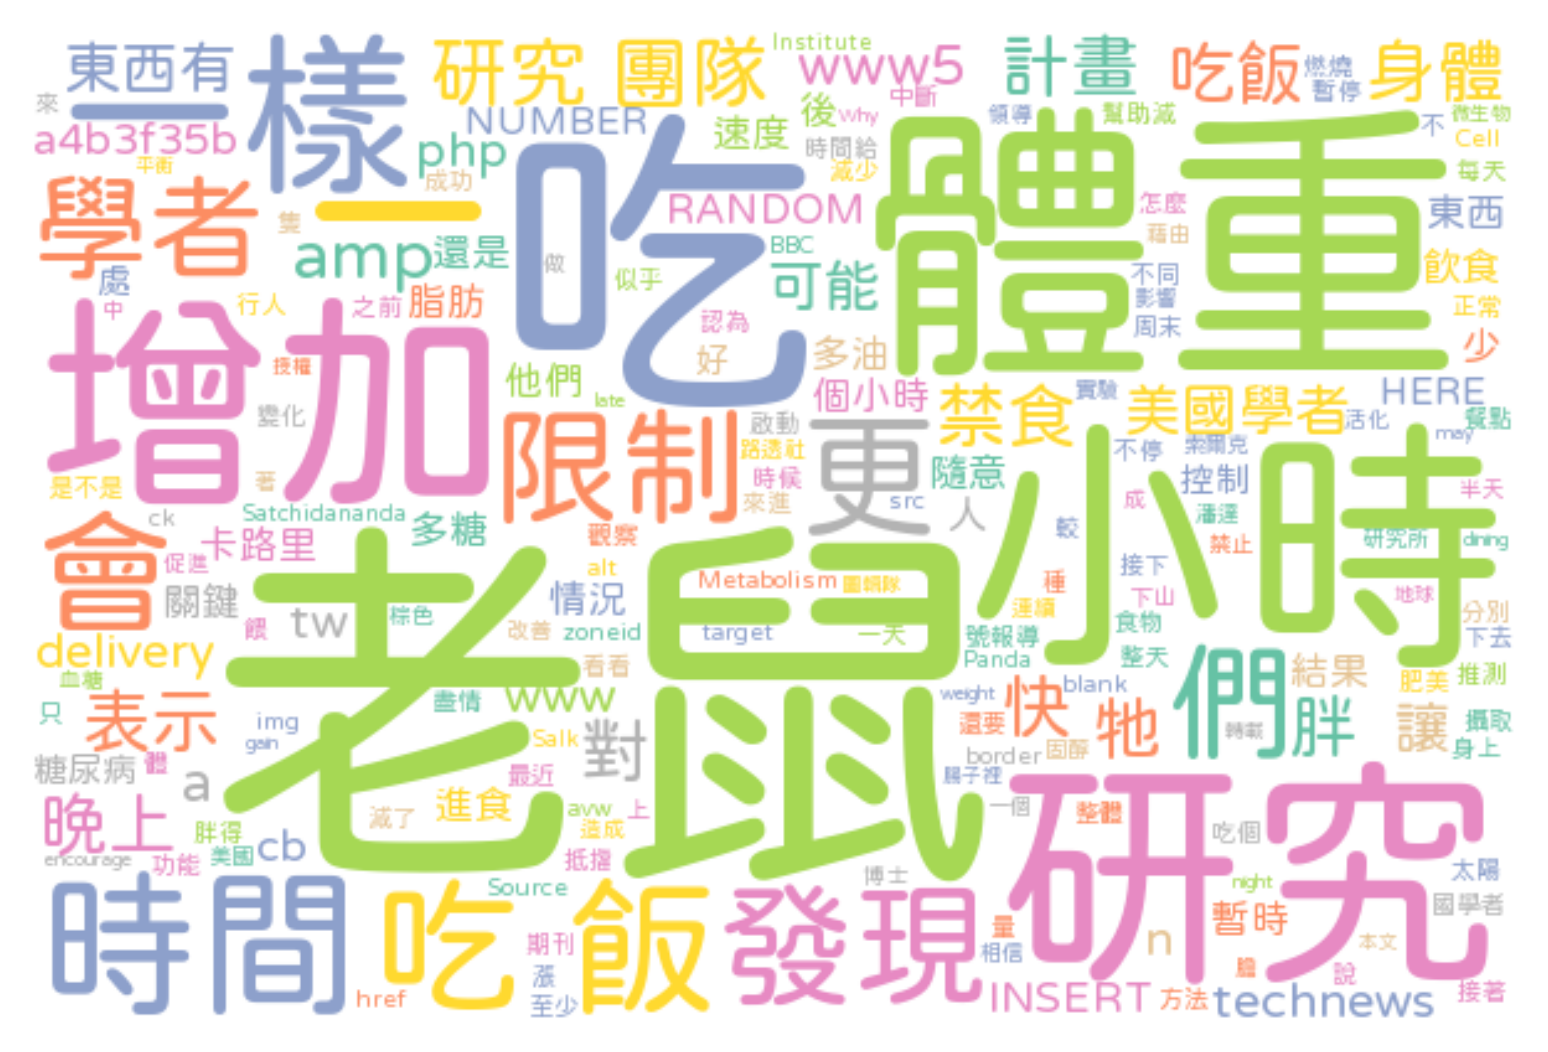 東西有
一樣
研究團隊
Institute
www5
計畫
吃飯
燃燒
身體
來
中斷
暫停
a4b3f35b
NUMBER
速度
後
why
領導
幫助減
不
微生物
平衡
php
時間給
Cell
成功
減少
每天
學者
隻
一
吃
RANDOM
體重
怎麼
東西
amp
還是
做
BBC
藉由
處
似乎
可能
不同
飲食
中
行人
之前
脂肪
影響
正常
增加
認為
周末
少
授權
好
多油
他們
late
個小時
禁食
實驗
美國學者
HERE
變化
限制
啟動
更
活化
餐點
路透社
不停
索爾克
may
是不是
著
時候
隨意
小時
控制
半天
ck
Satchidananda
多糖
來進
src
人
成
潘達
會
卡路里
觀察
較
禁止
研究所
dining
促進
老鼠
alt
Metabolism
圖輯隊
種
接下
關鍵
tw
棕色
情況
連續
下山
地球
分別
餵
改善
zoneid
target
一天
號報導
食物
下去
delivery
看看
Panda
整天
們
結果
肥美
推測
血糖
盡情
www
weight
快
blank
只
表示
img
還要
牠
轉載
胖
讓
攝取
gain
Salk
對
border
固醇
身上
糖尿病
體
a
最近
腸子裡
晚上
減了
進食
avw
上
一個
整體
研究
胖得
造成
吃個
encourage
美國
功能
cb
抵擋
博士
太陽
時間
吃飯
Source
發現
night
國學者
期刊
量
暫時
相信
n
本文
漲
膽
說
href
至少
INSERT
方法
technews
接著